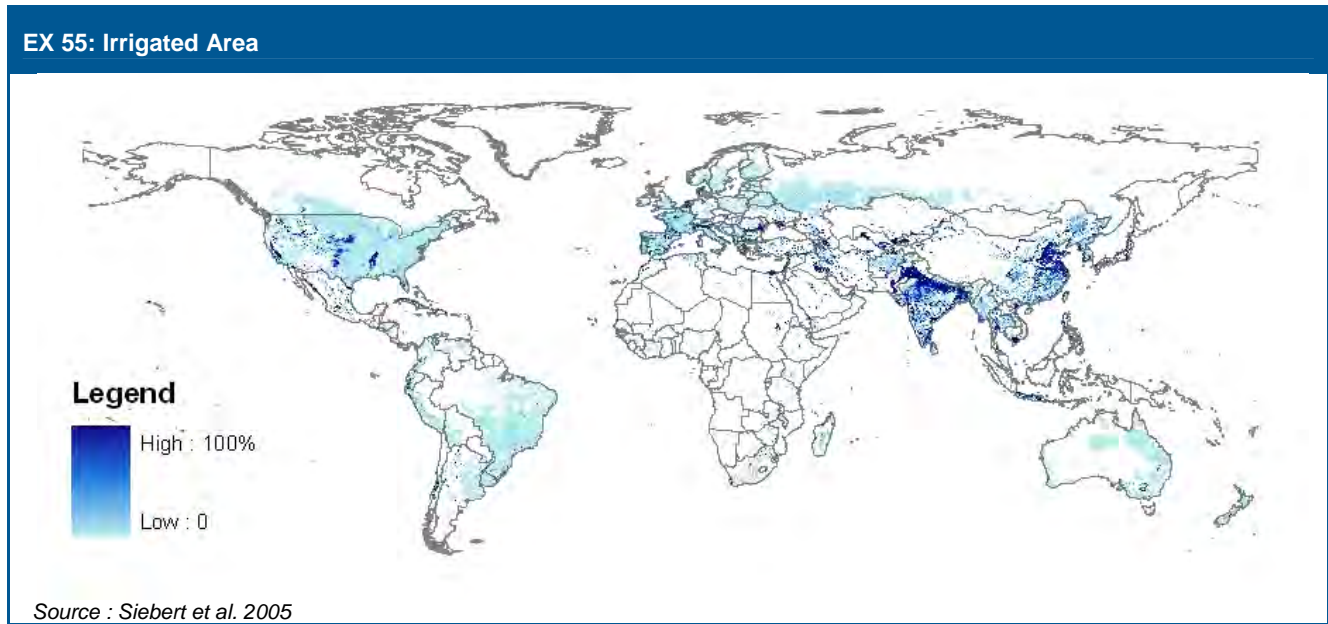 EX 55: Irrigated Area
Legend
High : 100%
Low : 0
Source : Siebert et al. 2005